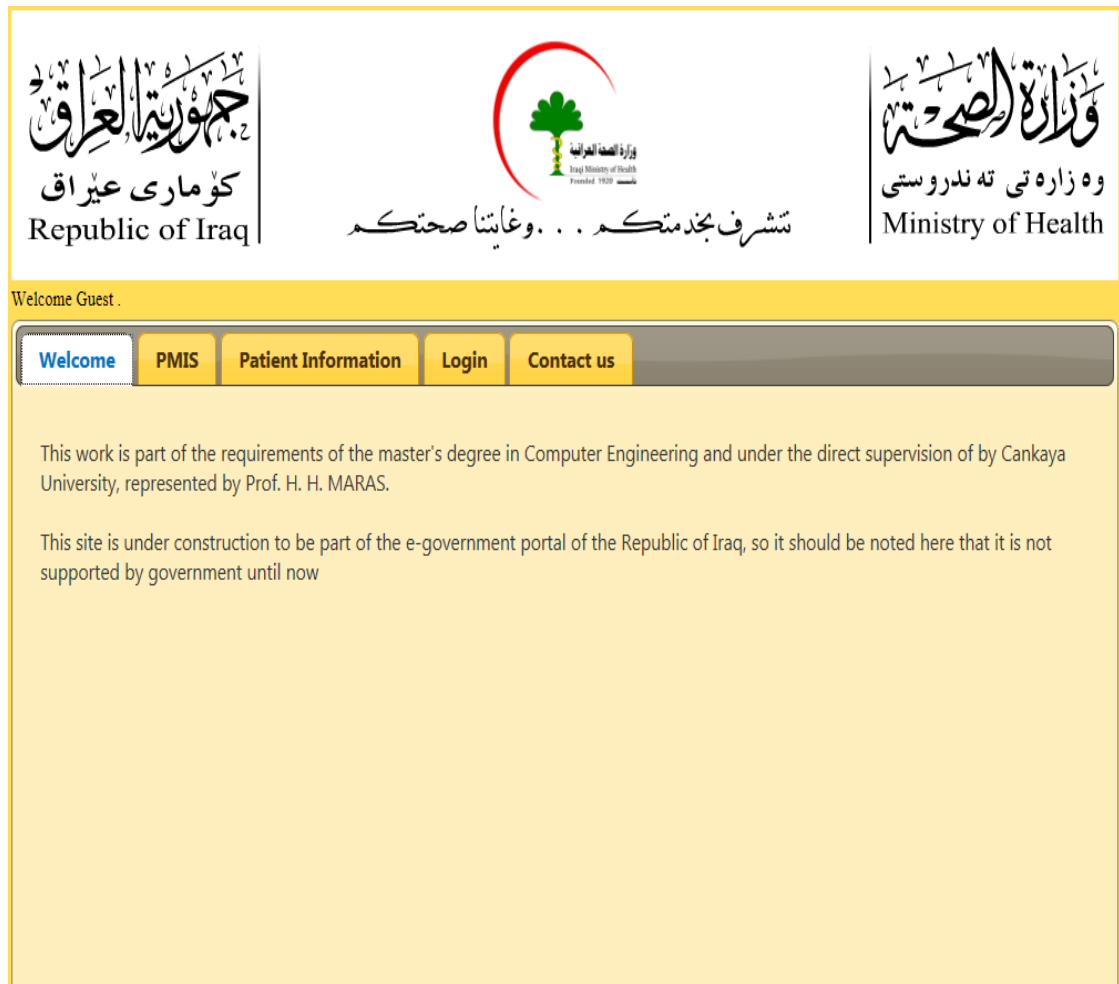 جمهورية العراق
كۆماری عێراق
Republic of Iraq
وزارة الصحة العراقية
Iraqi Ministry of Health
Founded 1920 تأسست
نتشرف بخدمتكم . . . وغايتنا صحتكم
وزارة الصحة
وه زاره تی ته ندروستی
Ministry of Health
Welcome Guest .
Welcome PMIS Patient Information Login Contact us
This work is part of the requirements of the master's degree in Computer Engineering and under the direct supervision of by Cankaya
University, represented by Prof. H. H. MARAS.
This site is under construction to be part of the e-government portal of the Republic of Iraq, so it should be noted here that it is not
supported by government until now